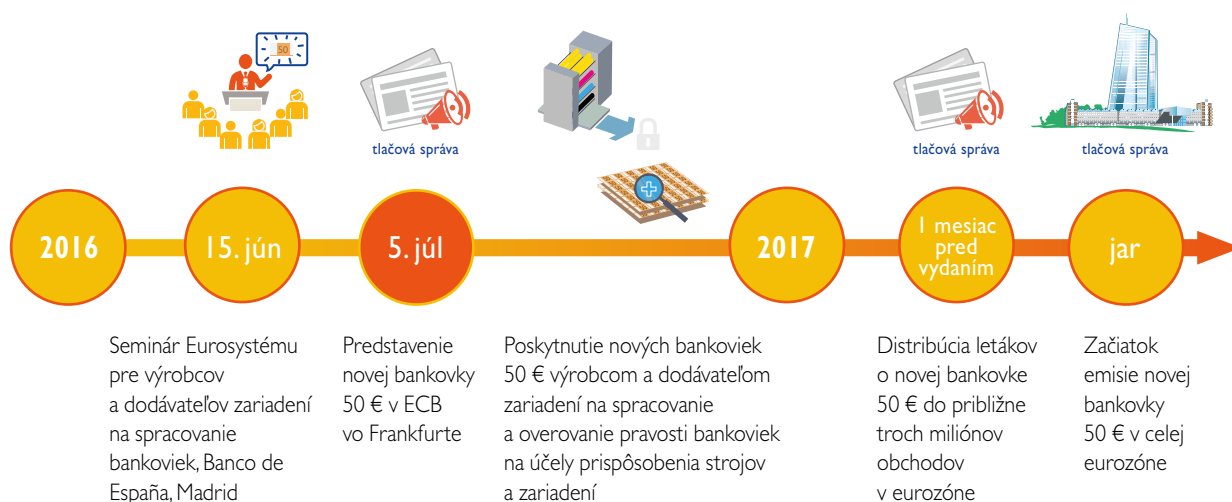 50
tlačová správa
tlačová správa
tlačová správa
2016
15. jún
5. júl
2017
1 mesiac
pred
vydaním
jar
Seminár Eurosystému
pre výrobcov
a dodávateľov zariadení
na spracovanie
bankoviek, Banco de
España, Madrid
Predstavenie
novej bankovky
50 € v ECB
vo Frankfurte
Poskytnutie nových bankoviek
50 € výrobcom a dodávateľom
zariadení na spracovanie
a overovanie pravosti bankoviek
na účely prispôsobenia strojov
a zariadení
Distribúcia letákov
o novej bankovke
50 € do približne
troch miliónov
obchodov
v eurozóne
Začiatok
emisie novej
bankovky
50 € v celej
eurozóne